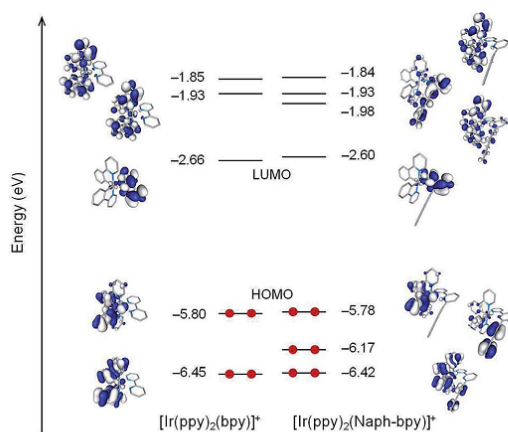 Energy (eV)
–1.85
–1.84
–1.93
–1.93
–1.98
–2.66
–2.60
LUMO
HOMO
–5.80
–5.78
–6.17
–6.45
–6.42
[Ir(ppy)₂(bpy)]⁺
[Ir(ppy)₂(Naph-bpy)]⁺